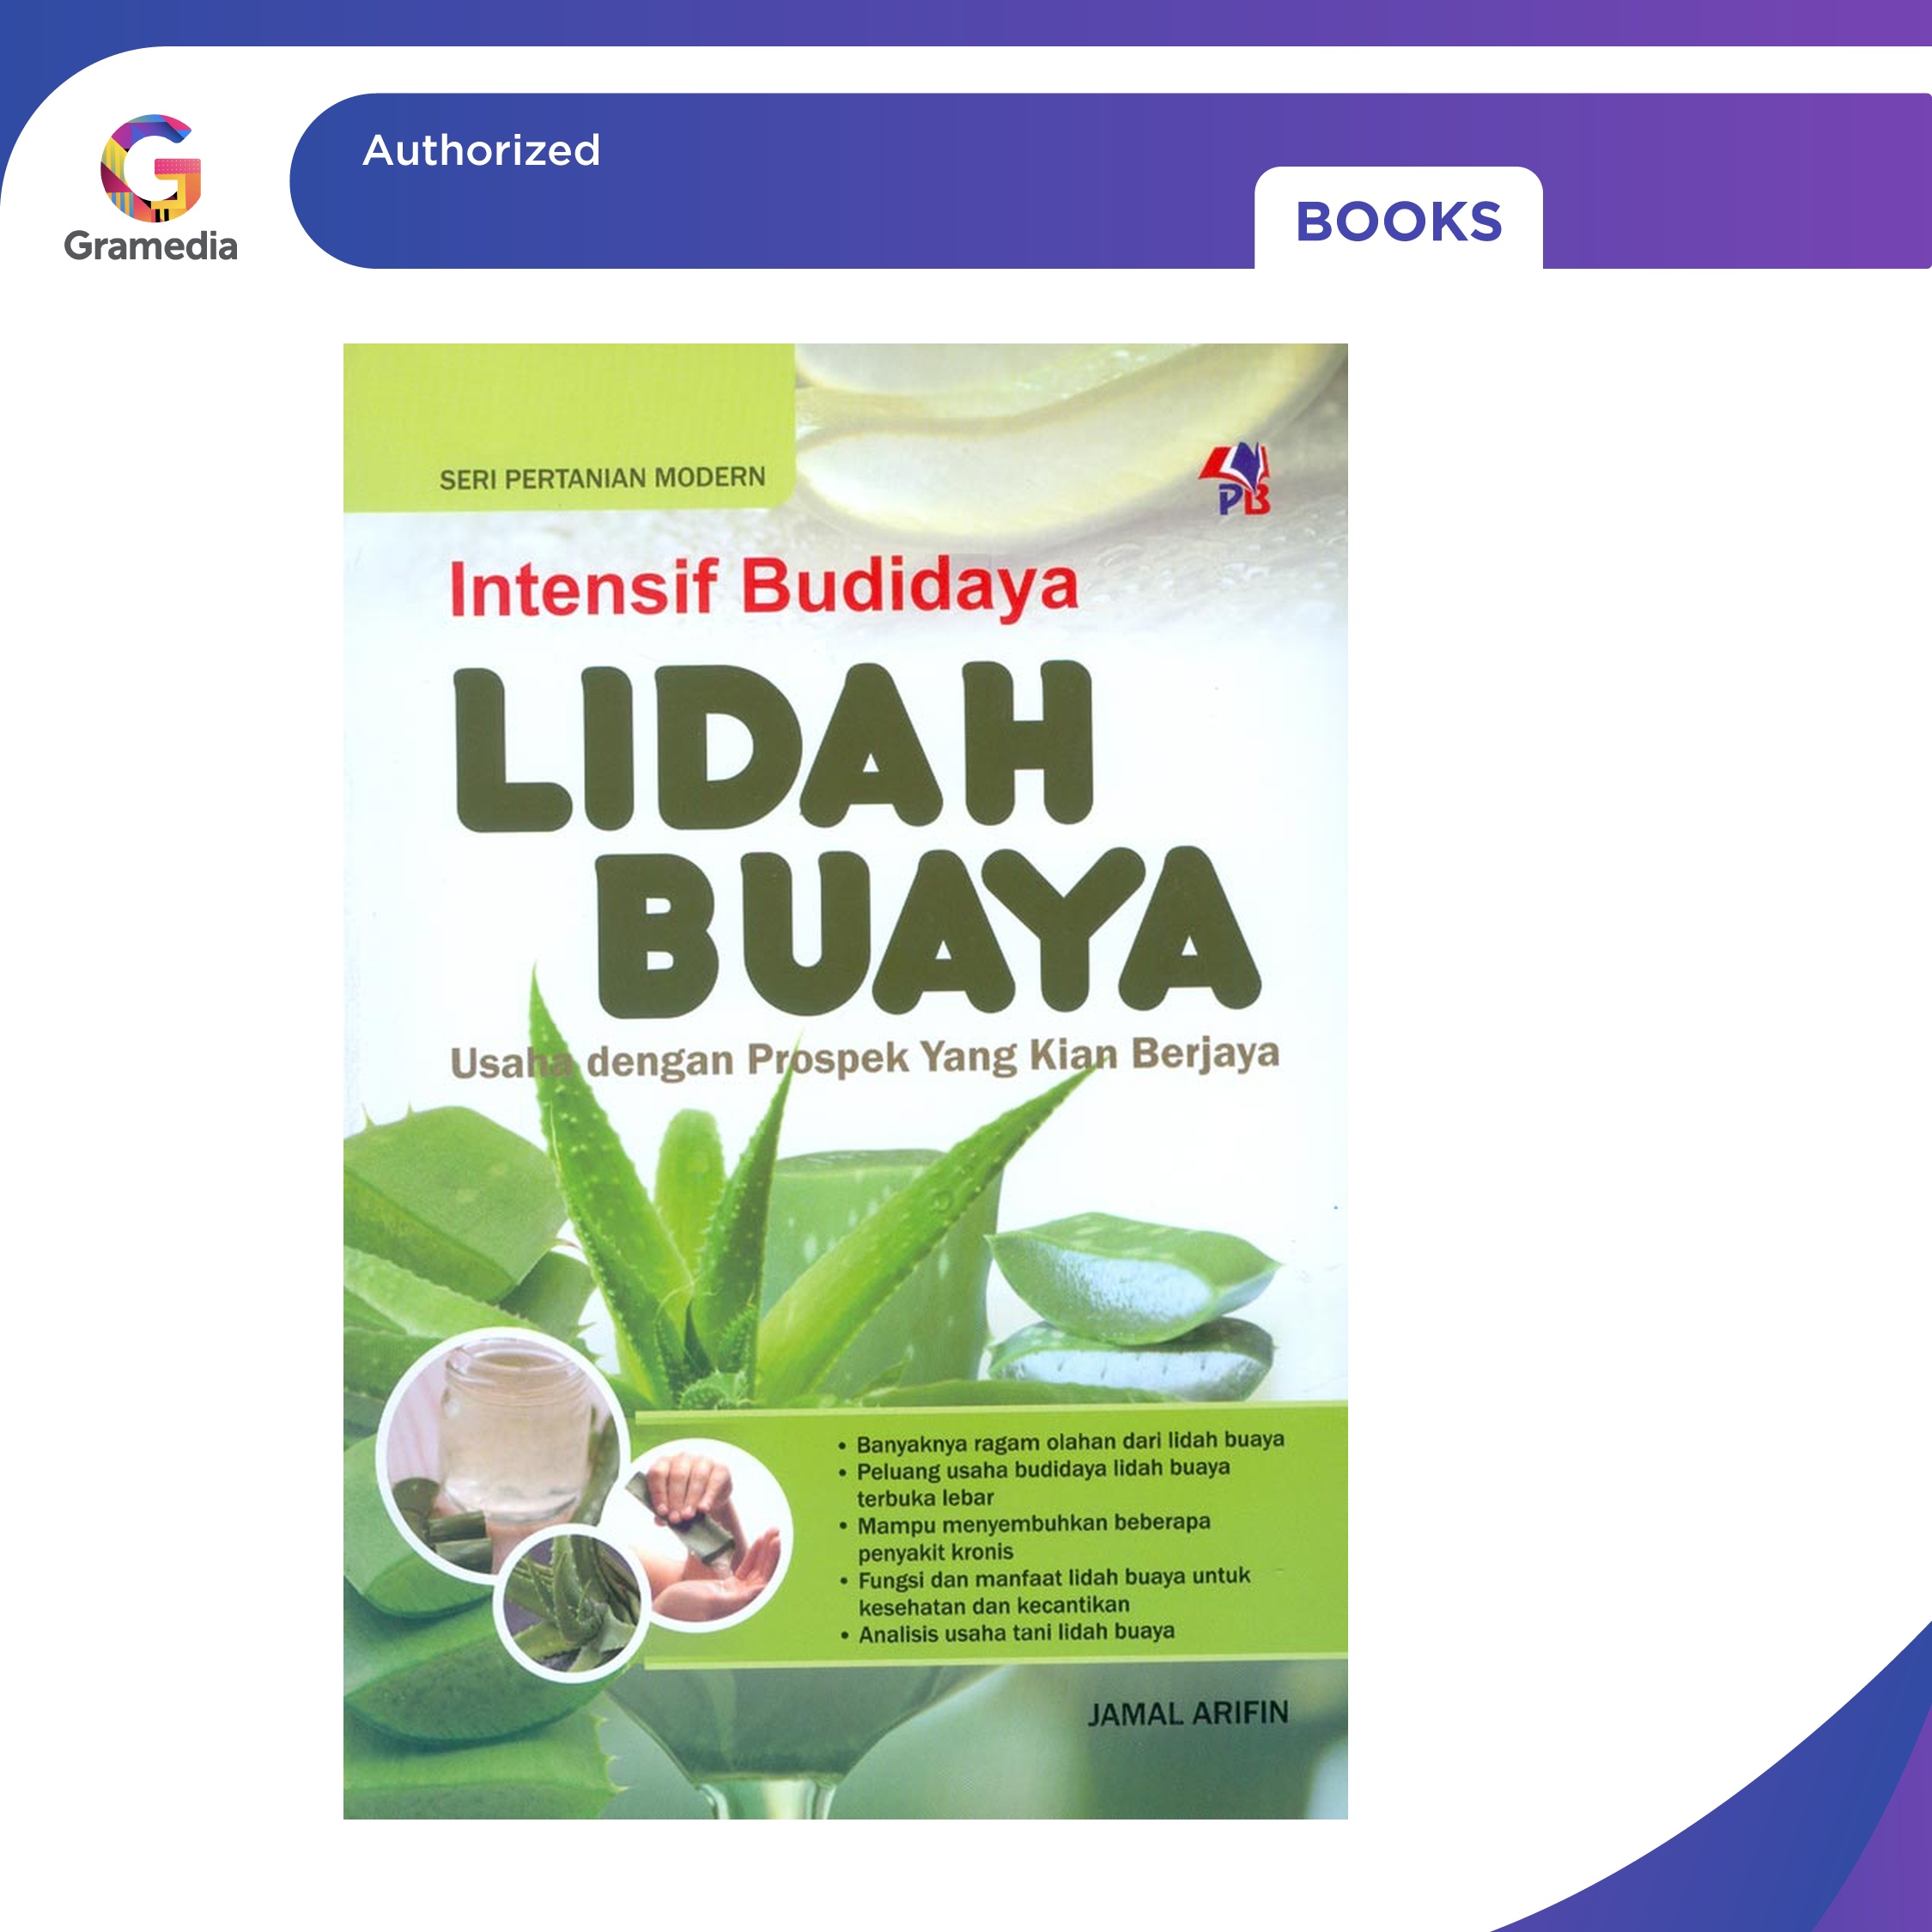 Gramedia
Authorized
BOOKS
SERI PERTANIAN MODERN
PB
Intensif Budidaya
LIDAH
BUAYA
Usaha dengan Prospek Yang Kian Berjaya
• Banyaknya ragam olahan dari lidah buaya
• Peluang usaha budidaya lidah buaya
terbuka lebar
• Mampu menyembuhkan beberapa
penyakit kronis
• Fungsi dan manfaat lidah buaya untuk
kesehatan dan kecantikan
• Analisis usaha tani lidah buaya
JAMAL ARIFIN